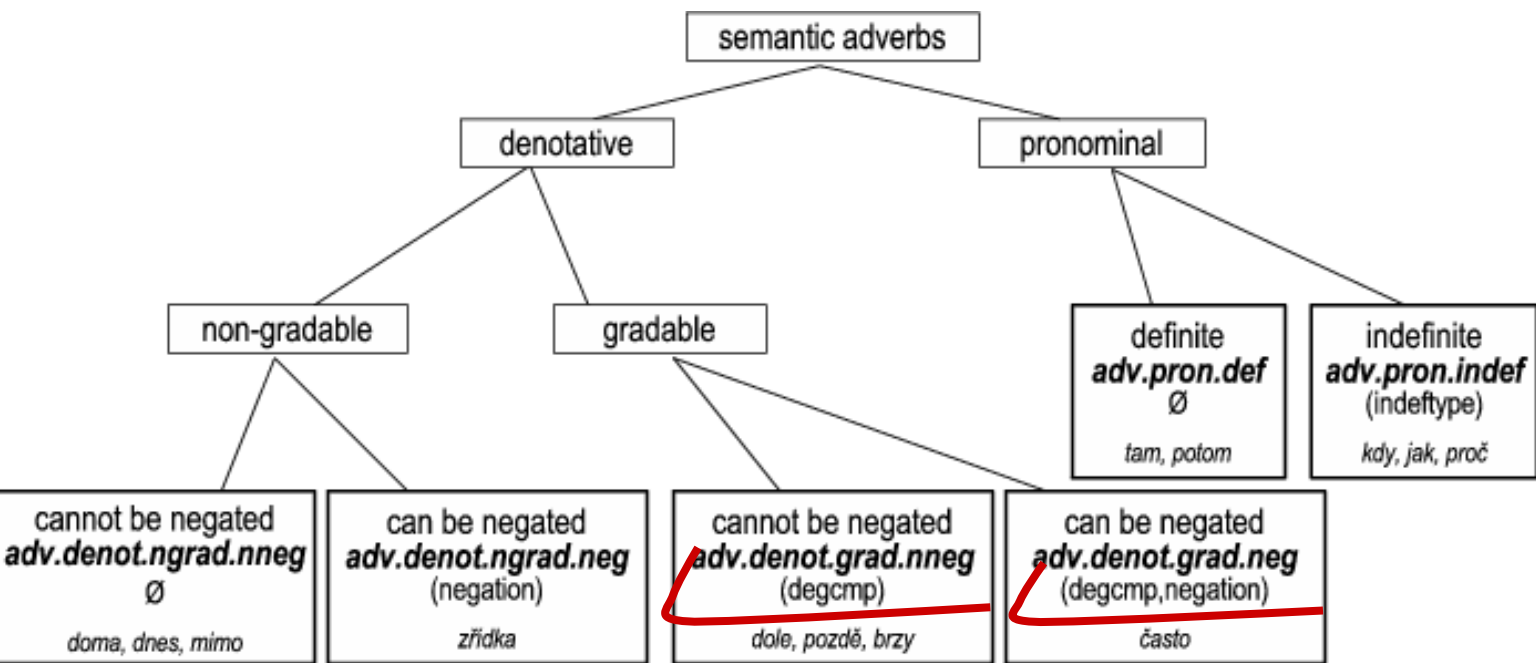 semantic adverbs
denotative
pronominal
non-gradable
gradable
definite
adv.pron.def
Ø
tam, potom
indefinite
adv.pron.indef
(indeftype)
kdy, jak, proč
cannot be negated
adv.denot.ngrad.nneg
Ø
doma, dnes, mimo
can be negated
adv.denot.ngrad.neg
(negation)
zřídka
cannot be negated
adv.denot.grad.nneg
(degcmp)
dole, pozdě, brzy
can be negated
adv.denot.grad.neg
(degcmp,negation)
často